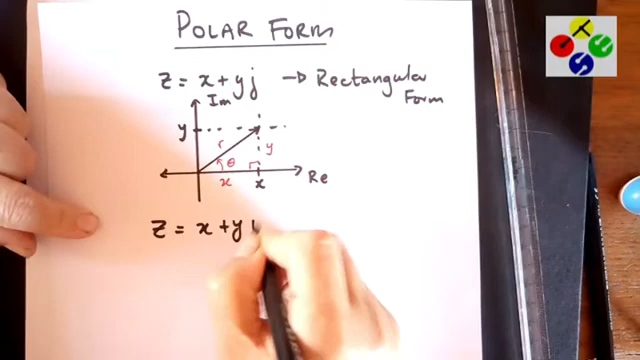 POLAR FORM
z = x + yj → Rectangular
Form
Im
y
r
θ
y
x
x
Re
z = x + y